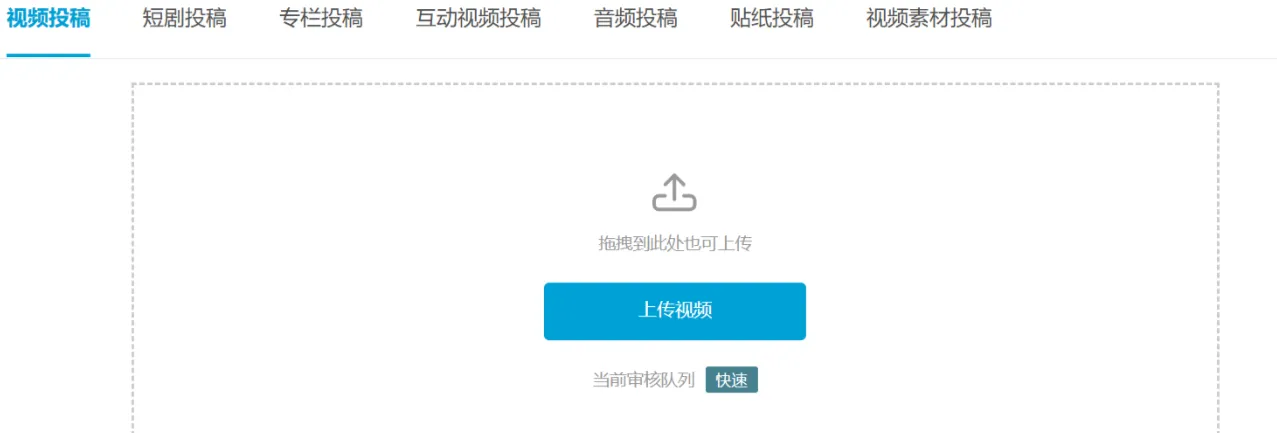 视频投稿 短剧投稿 专栏投稿 互动视频投稿 音频投稿 贴纸投稿 视频素材投稿
拖拽到此处也可上传
上传视频
当前审核队列 快速